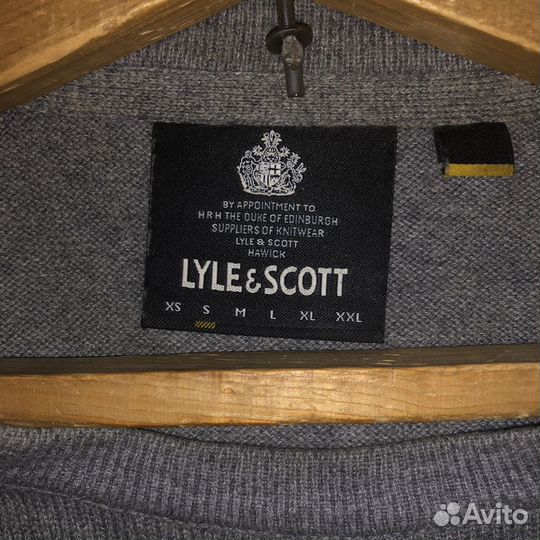 BY APPOINTMENT TO
HRH THE DUKE OF EDINBURGH
SUPPLIERS OF KNITWEAR
LYLE & SCOTT
HAWICK
LYLE & SCOTT
XS S M L XL XXL
Avito